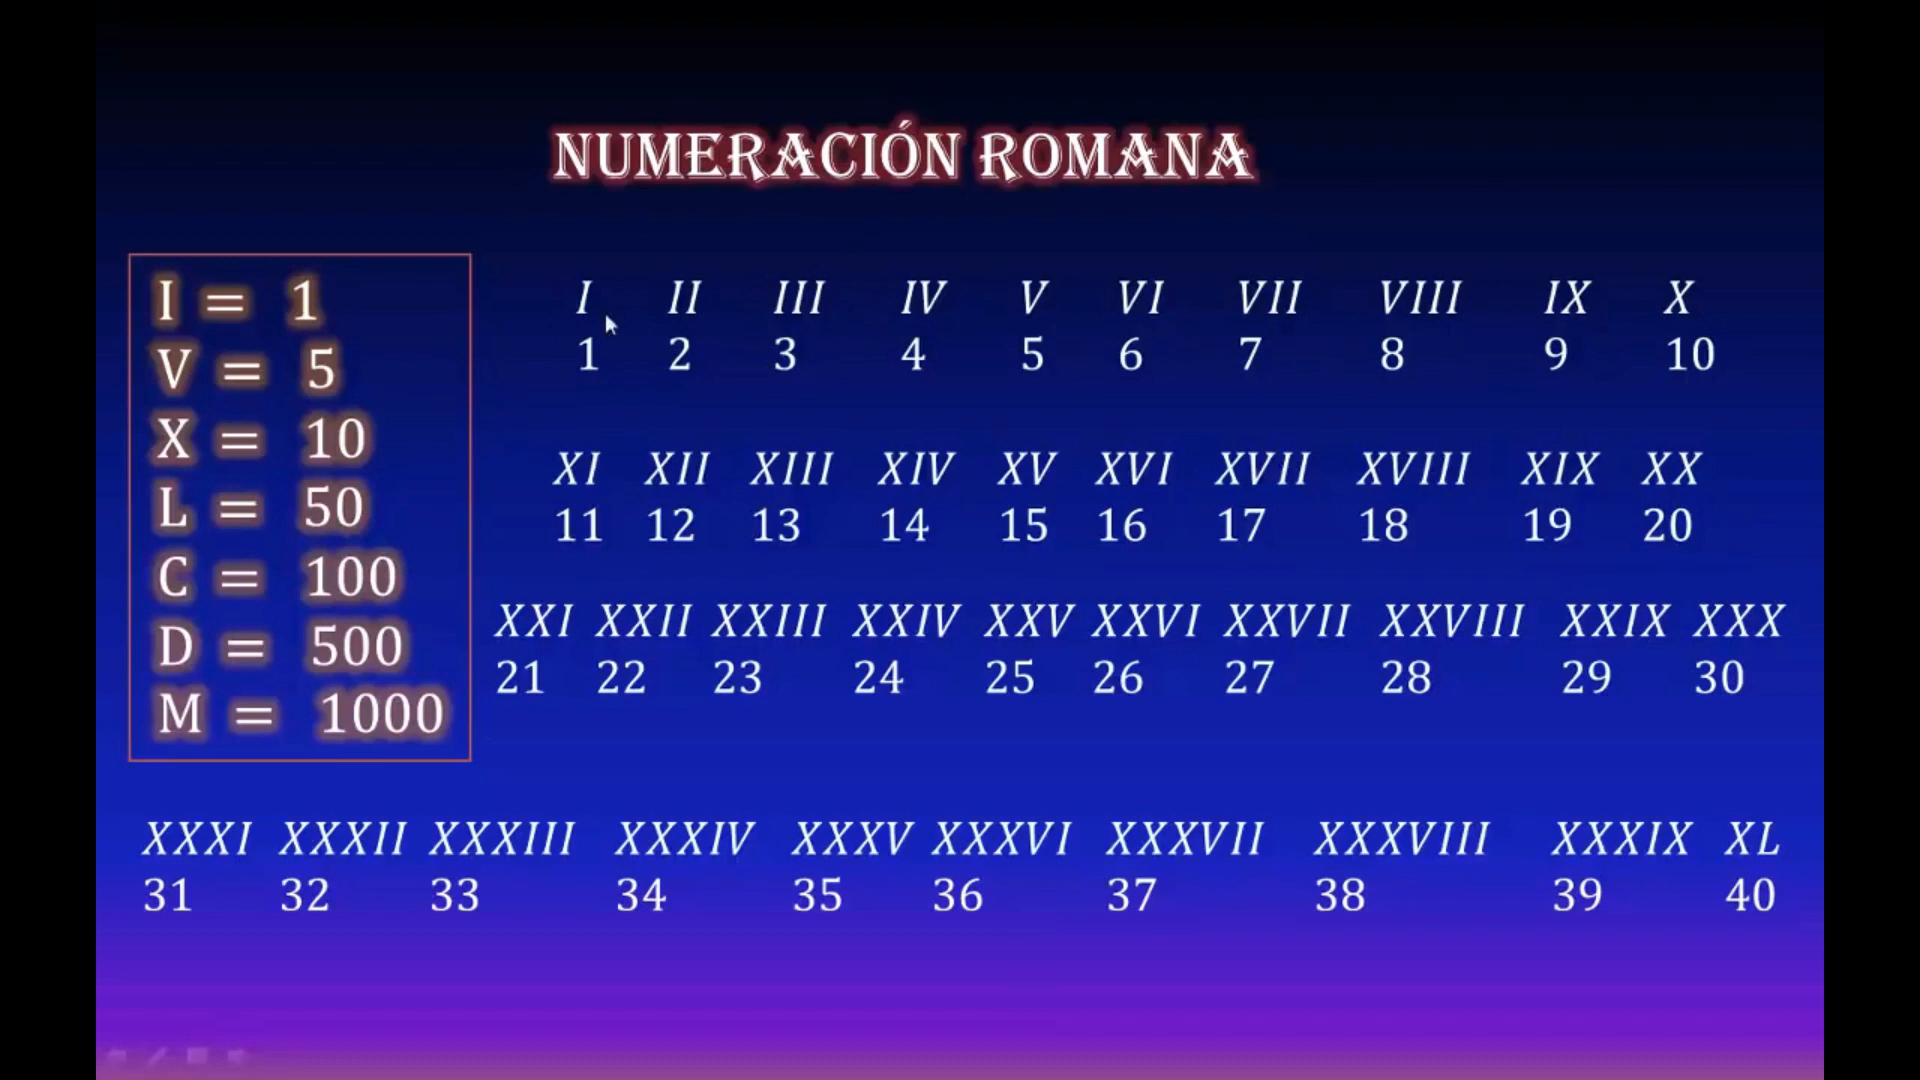 NUMERACIÓN ROMANA
I = 1
V = 5
X = 10
L = 50
C = 100
D = 500
M = 1000
I II III IV V VI VII VIII IX X
1 2 3 4 5 6 7 8 9 10
XI XII XIII XIV XV XVI XVII XVIII XIX XX
11 12 13 14 15 16 17 18 19 20
XXI XXII XXIII XXIV XXV XXVI XXVII XXVIII XXIX XXX
21 22 23 24 25 26 27 28 29 30
XXXI XXXII XXXIII XXXIV XXXV XXXVI XXXVII XXXVIII XXXIX XL
31 32 33 34 35 36 37 38 39 40